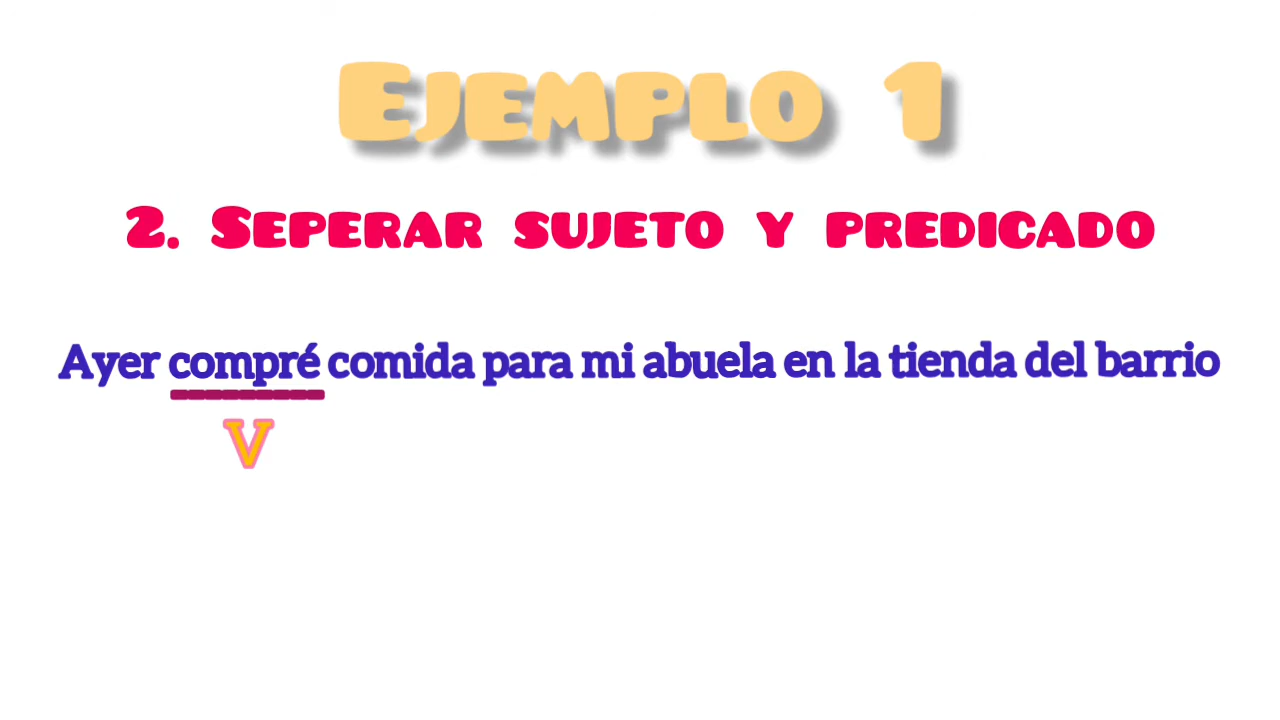 Ejemplo 1
2. Seperar sujeto y predicado
Ayer compré comida para mi abuela en la tienda del barrio
V